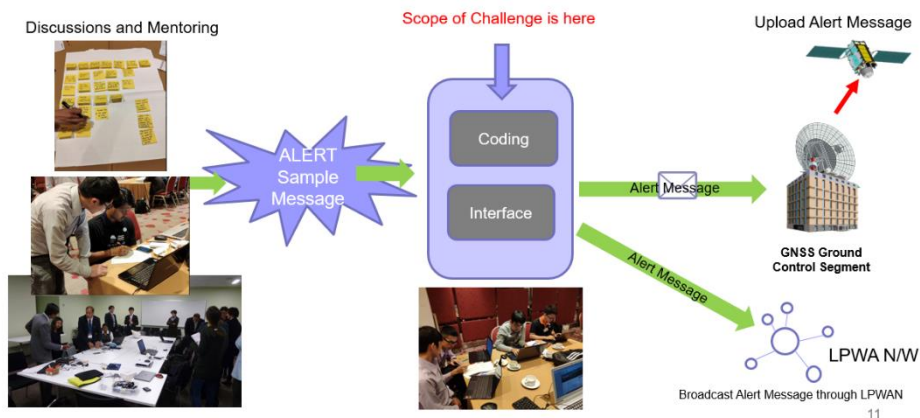 Discussions and Mentoring
Scope of Challenge is here
Upload Alert Message
ALERT
Sample
Message
Coding
Interface
Alert Message
Alert Message
GNSS Ground
Control Segment
LPWA N/W
Broadcast Alert Message through LPWAN
11